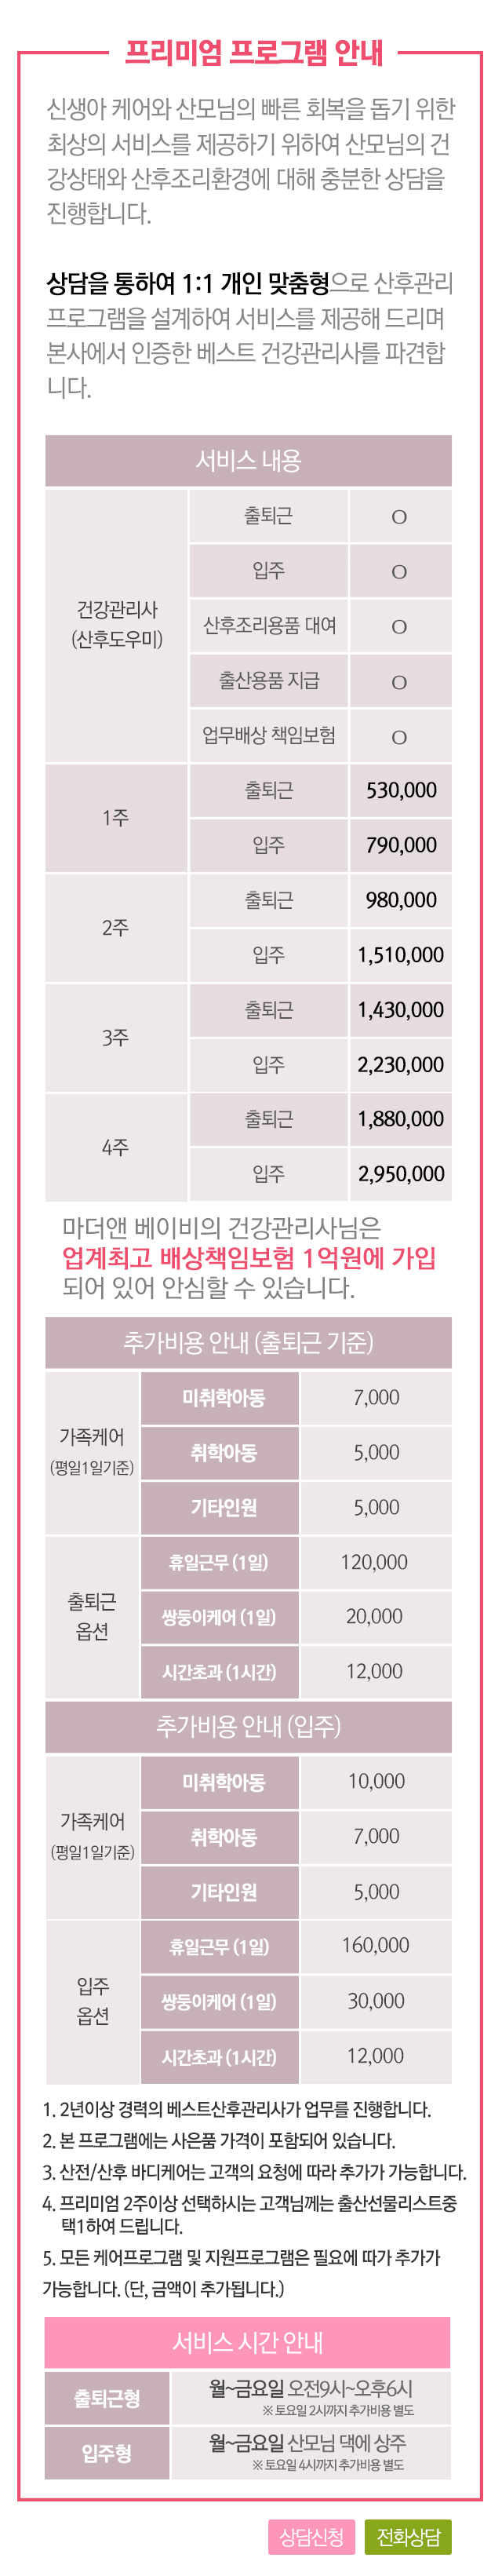 프리미엄 프로그램 안내
신생아 케어와 산모님의 빠른 회복을 돕기 위한
최상의 서비스를 제공하기 위하여 산모님의 건
강상태와 산후조리환경에 대해 충분한 상담을
진행합니다.
상담을 통하여 1:1 개인 맞춤형으로 산후관리
프로그램을 설계하여 서비스를 제공해 드리며
본사에서 인증한 베스트 건강관리사를 파견합
니다.
서비스 내용
건강관리사
(산후도우미)
출퇴근 O
입주 O
산후조리용품 대여 O
출산용품 지급 O
업무배상 책임보험 O
1주
출퇴근 530,000
입주 790,000
2주
출퇴근 980,000
입주 1,510,000
3주
출퇴근 1,430,000
입주 2,230,000
4주
출퇴근 1,880,000
입주 2,950,000
마더앤 베이비의 건강관리사님은
업계최고 배상책임보험 1억원에 가입
되어 있어 안심할 수 있습니다.
추가비용 안내 (출퇴근 기준)
가족케어
(평일1일기준)
미취학아동 7,000
취학아동 5,000
기타인원 5,000
출퇴근
옵션
휴일근무 (1일) 120,000
쌍둥이케어 (1일) 20,000
시간초과 (1시간) 12,000
추가비용 안내 (입주)
가족케어
(평일1일기준)
미취학아동 10,000
취학아동 7,000
기타인원 5,000
입주
옵션
휴일근무 (1일) 160,000
쌍둥이케어 (1일) 30,000
시간초과 (1시간) 12,000
1. 2년이상 경력의 베스트산후관리사가 업무를 진행합니다.
2. 본 프로그램에는 사은품 가격이 포함되어 있습니다.
3. 산전/산후 바디케어는 고객의 요청에 따라 추가가 가능합니다.
4. 프리미엄 2주이상 선택하시는 고객님께는 출산선물리스트중
택1하여 드립니다.
5. 모든 케어프로그램 및 지원프로그램은 필요에 따가 추가가
가능합니다. (단, 금액이 추가됩니다.)
서비스 시간 안내
출퇴근형
월~금요일 오전9시~오후6시
※ 토요일 2시까지 추가비용 별도
입주형
월~금요일 산모님 댁에 상주
※ 토요일 4시까지 추가비용 별도
상담신청 전화상담